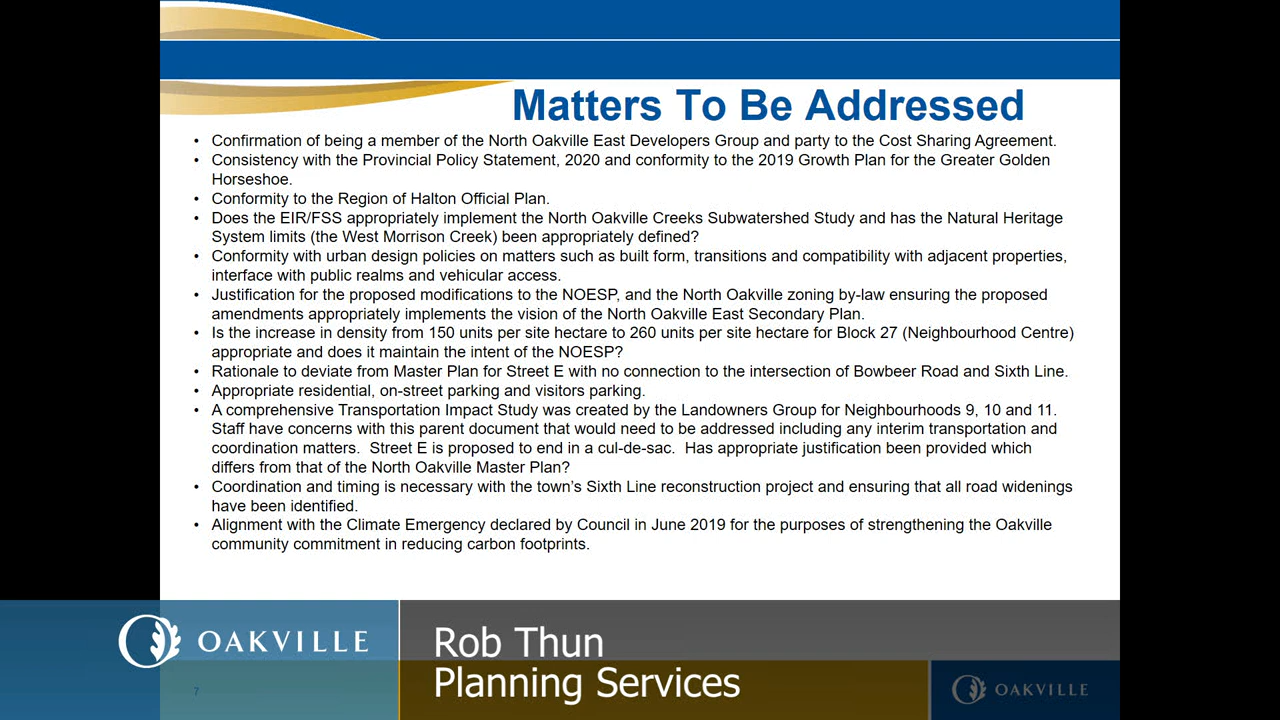 Matters To Be Addressed
• Confirmation of being a member of the North Oakville East Developers Group and party to the Cost Sharing Agreement.
• Consistency with the Provincial Policy Statement, 2020 and conformity to the 2019 Growth Plan for the Greater Golden
Horseshoe.
• Conformity to the Region of Halton Official Plan.
• Does the EIR/FSS appropriately implement the North Oakville Creeks Subwatershed Study and has the Natural Heritage
System limits (the West Morrison Creek) been appropriately defined?
• Conformity with urban design policies on matters such as built form, transitions and compatibility with adjacent properties,
interface with public realms and vehicular access.
• Justification for the proposed modifications to the NOESP, and the North Oakville zoning by-law ensuring the proposed
amendments appropriately implements the vision of the North Oakville East Secondary Plan.
• Is the increase in density from 150 units per site hectare to 260 units per site hectare for Block 27 (Neighbourhood Centre)
appropriate and does it maintain the intent of the NOESP?
• Rationale to deviate from Master Plan for Street E with no connection to the intersection of Bowbeer Road and Sixth Line.
• Appropriate residential, on-street parking and visitors parking.
• A comprehensive Transportation Impact Study was created by the Landowners Group for Neighbourhoods 9, 10 and 11.
Staff have concerns with this parent document that would need to be addressed including any interim transportation and
coordination matters. Street E is proposed to end in a cul-de-sac. Has appropriate justification been provided which
differs from that of the North Oakville Master Plan?
• Coordination and timing is necessary with the town's Sixth Line reconstruction project and ensuring that all road widenings
have been identified.
• Alignment with the Climate Emergency declared by Council in June 2019 for the purposes of strengthening the Oakville
community commitment in reducing carbon footprints.
OAKVILLE
Rob Thun
Planning Services
7
OAKVILLE